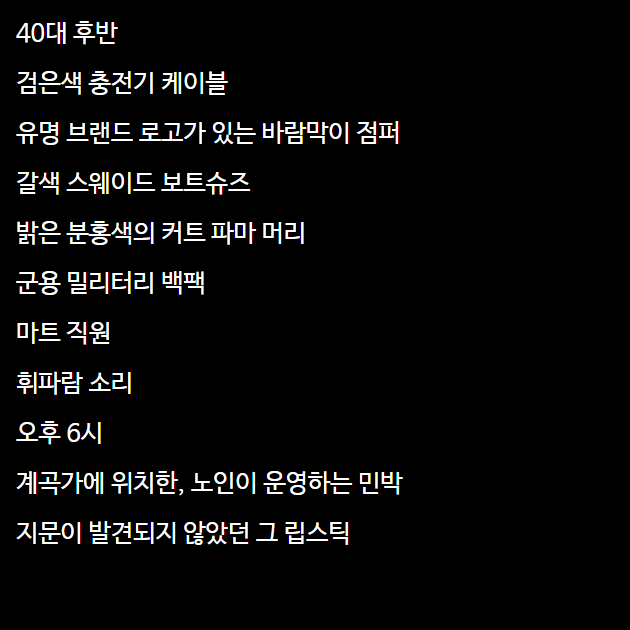 40대 후반
검은색 충전기 케이블
유명 브랜드 로고가 있는 바람막이 점퍼
갈색 스웨이드 보트슈즈
밝은 분홍색의 커트 파마 머리
군용 밀리터리 백팩
마트 직원
휘파람 소리
오후 6시
계곡가에 위치한, 노인이 운영하는 민박
지문이 발견되지 않았던 그 립스틱